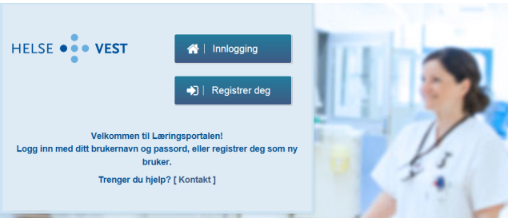 HELSE VEST
Innlogging
Registrer deg
Velkommen til Læringsportalen!
Logg inn med ditt brukernavn og passord, eller registrer deg som ny
bruker.
Trenger du hjelp? [ Kontakt ]